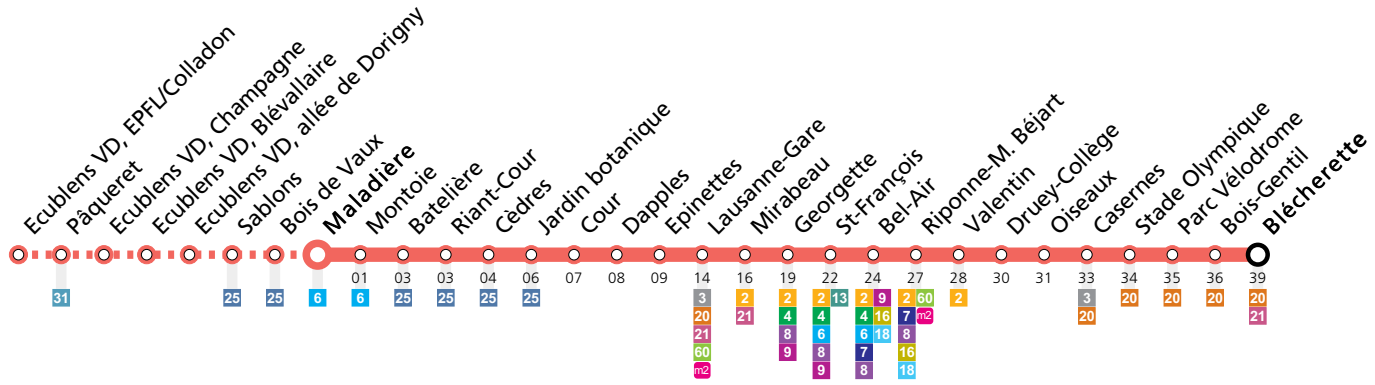 Ecublens VD, EPFL/Colladon
Pâqueret
Ecublens VD, Champagne
Ecublens VD, Blévallaire
Ecublens VD, allée de Dorigny
Sablons
Bois de Vaux
Maladière
Montoie
Batelière
Riant-Cour
Cèdres
Jardin botanique
Cour
Dapples
Epinettes
Lausanne-Gare
Mirabeau
Georgette
St-François
Bel-Air
Riponne-M. Béjart
Valentin
Druey-Collège
Oiseaux
Casernes
Stade Olympique
Parc Vélodrome
Bois-Gentil
Blécherette
01 03 03 04 06 07 08 09 14 16 19 22 24 27 28 30 31 33 34 35 36 39
31 25 25 6 6 25 25 25 25 3 2 2 2 13 2 9 2 60 2 3 20 20 20 20
20 21 4 4 4 16 7 m2 20 21
21 8 6 6 18 8
60 9 8 7 16
m2 9 8 18